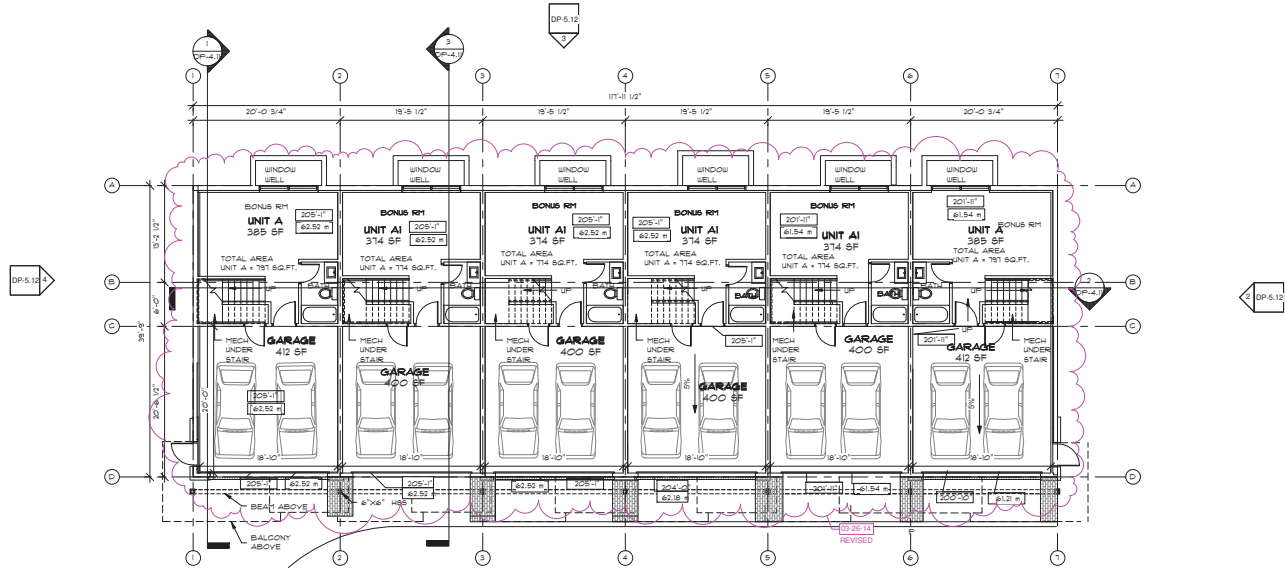 DP-5.12
3
1
DP-4.11
3
DP-4.11
1
2
3
4
5
6
7
117'-11 1/2"
20'-0 3/4"
19'-5 1/2"
19'-5 1/2"
19'-5 1/2"
19'-5 1/2"
20'-0 3/4"
WINDOW
WELL
WINDOW
WELL
WINDOW
WELL
WINDOW
WELL
WINDOW
WELL
WINDOW
WELL
A
A
BONUS RM
UNIT A
385 SF
205'-1"
62.52 m
TOTAL AREA
UNIT A = 797 SQ.FT.
BONUS RM
UNIT A1
374 SF
205'-1"
62.52 m
TOTAL AREA
UNIT A = 774 SQ.FT.
BONUS RM
UNIT A1
374 SF
205'-1"
62.52 m
TOTAL AREA
UNIT A = 774 SQ.FT.
BONUS RM
205'-1"
62.52 m
UNIT A1
374 SF
TOTAL AREA
UNIT A = 774 SQ.FT.
BONUS RM
201'-11"
61.54 m
UNIT A1
374 SF
TOTAL AREA
UNIT A = 774 SQ.FT.
201'-11"
61.54 m
BONUS RM
UNIT A
385 SF
TOTAL AREA
UNIT A = 797 SQ.FT.
13'-2 1/2"
DP-5.12
4
B
B
6'-0"
39'-9"
UP
BATH
UP
BATH
UP
UP
BATH
UP
BATH
BATH
UP
2
DP-4.11
2
DP-5.12
C
C
MECH
UNDER
STAIR
GARAGE
412 SF
MECH
UNDER
STAIR
GARAGE
400 SF
MECH
UNDER
STAIR
GARAGE
400 SF
MECH
UNDER
STAIR
205'-1"
GARAGE
400 SF
5%
MECH
UNDER
STAIR
GARAGE
400 SF
201'-11"
GARAGE
412 SF
5%
MECH
UNDER
STAIR
20'-0"
205'-1"
62.52 m
18'-10"
18'-10"
18'-10"
18'-10"
18'-10"
18'-10"
D
D
205'-1"
62.52 m
205'-1"
62.52 m
62.52 m
205'-1"
204'-0"
62.18 m
201'-11"
61.54 m
200'-10"
61.21 m
BEAM ABOVE
6"X6" HSS
BALCONY
ABOVE
03-26-14
REVISED
1
2
3
4
5
6
7